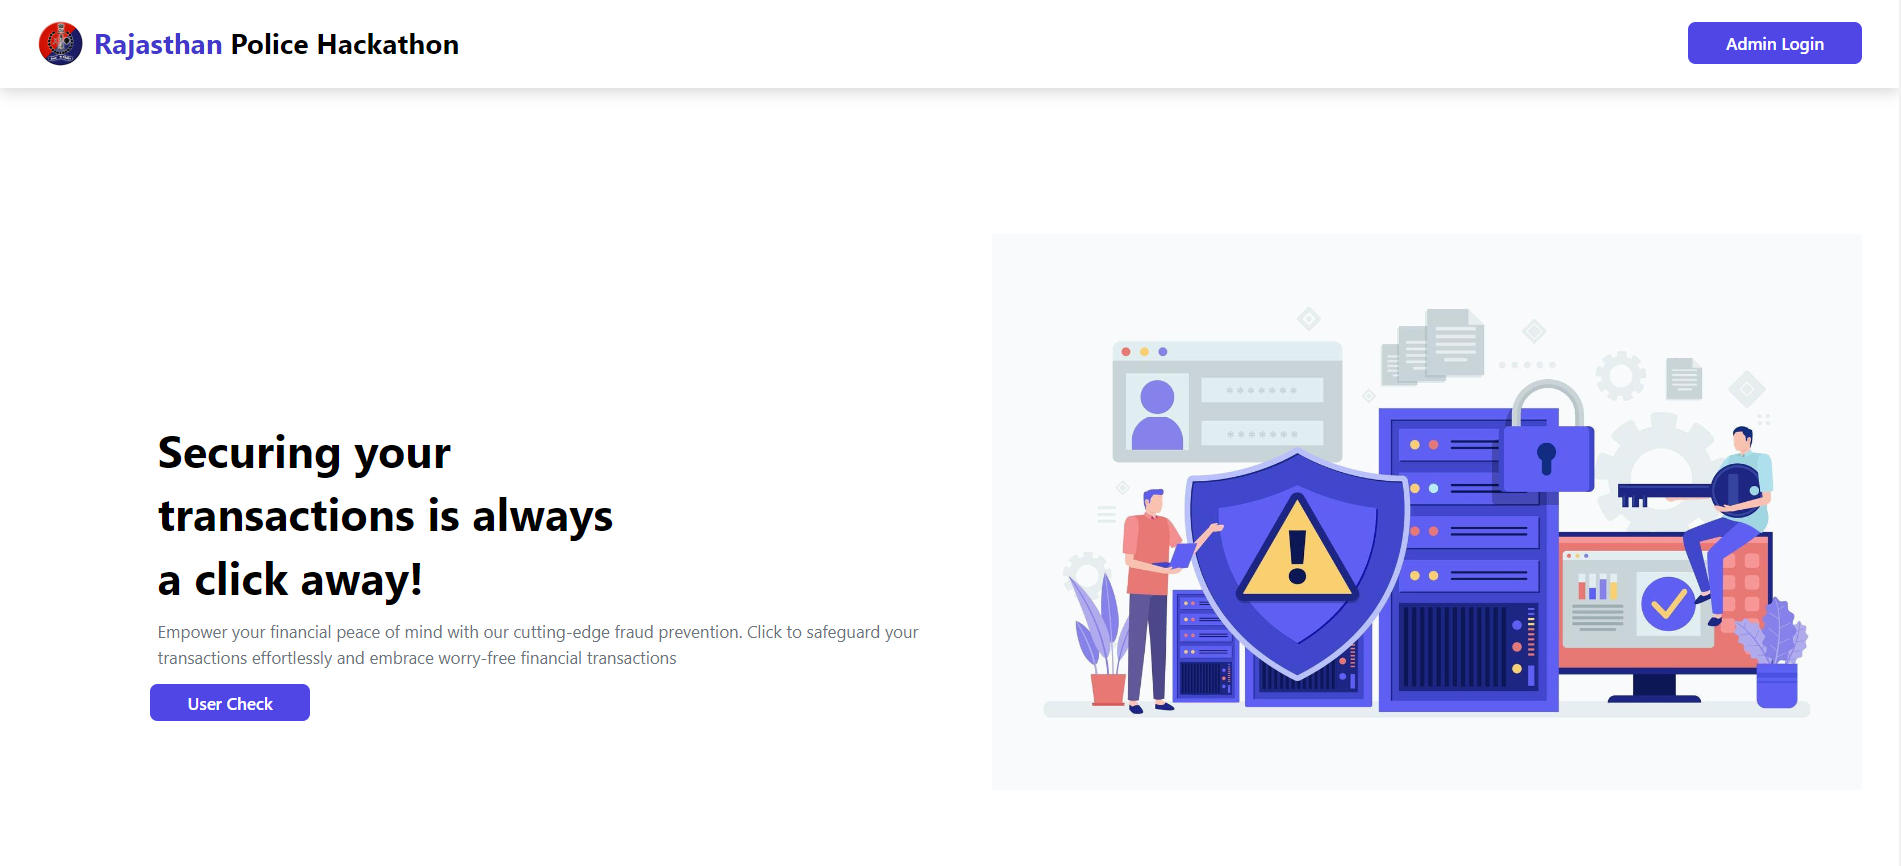 Rajasthan Police Hackathon
Admin Login
Securing your
transactions is always
a click away!
Empower your financial peace of mind with our cutting-edge fraud prevention. Click to safeguard your
transactions effortlessly and embrace worry-free financial transactions
User Check
*******
*******